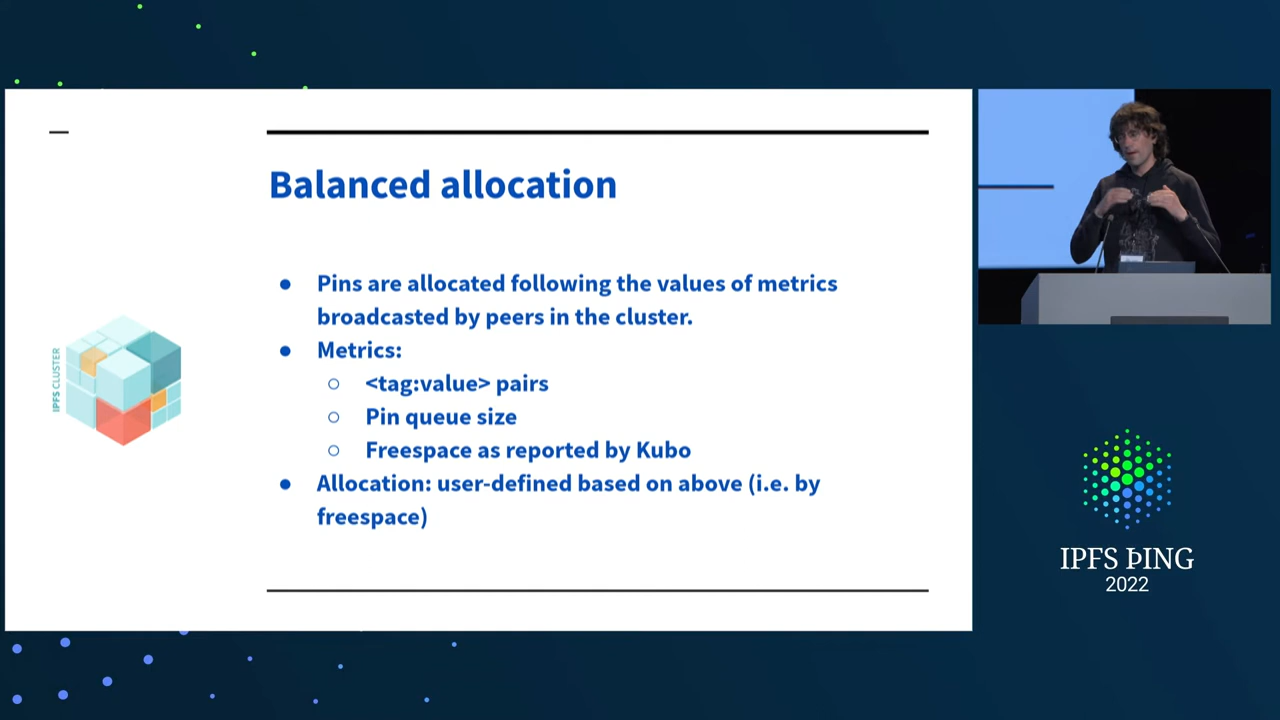 Balanced allocation
● Pins are allocated following the values of metrics
broadcasted by peers in the cluster.
● Metrics:
○ <tag:value> pairs
○ Pin queue size
○ Freespace as reported by Kubo
● Allocation: user-defined based on above (i.e. by
freespace)
IPFS CLUSTER
IPFS ÞING
2022